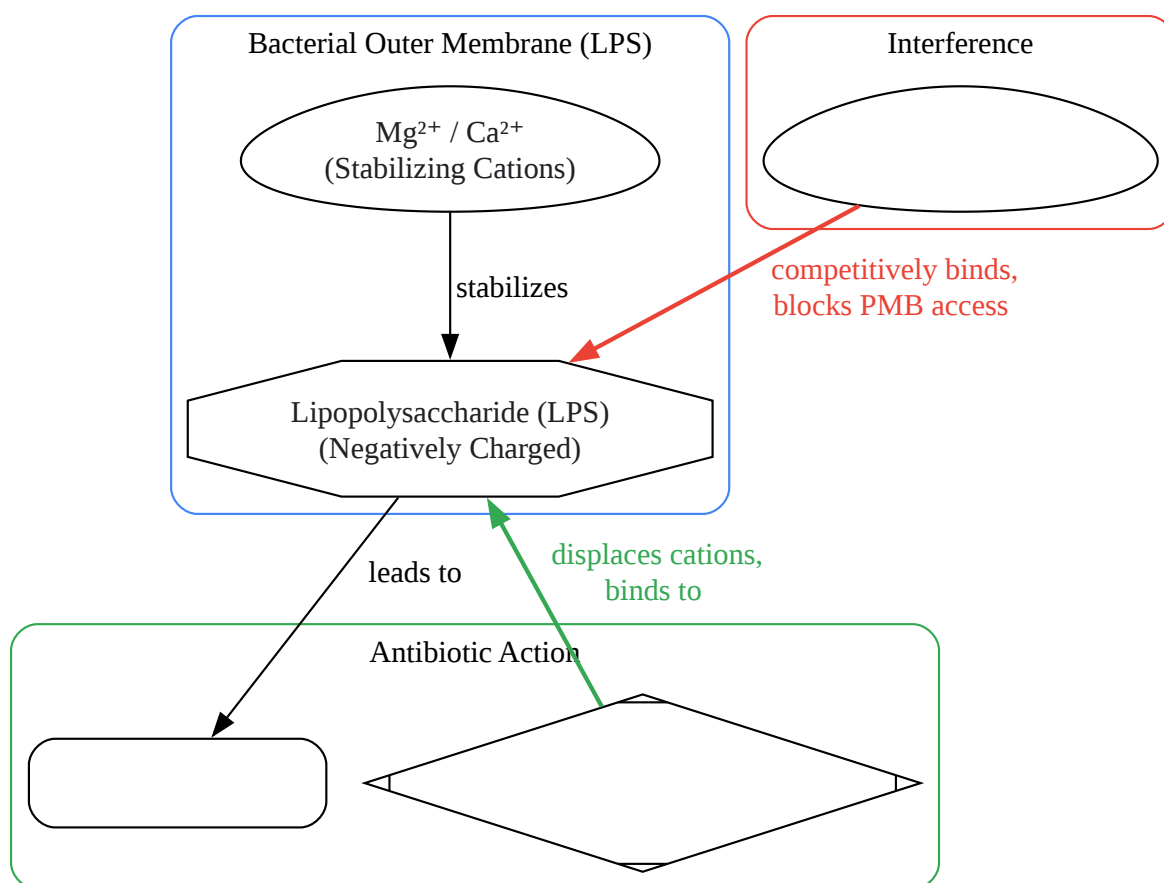 Bacterial Outer Membrane (LPS)
Interference
Mg²⁺ / Ca²⁺
(Stabilizing Cations)
stabilizes
competitively binds,
blocks PMB access
Lipopolysaccharide (LPS)
(Negatively Charged)
leads to
displaces cations,
binds to
Antibiotic Action